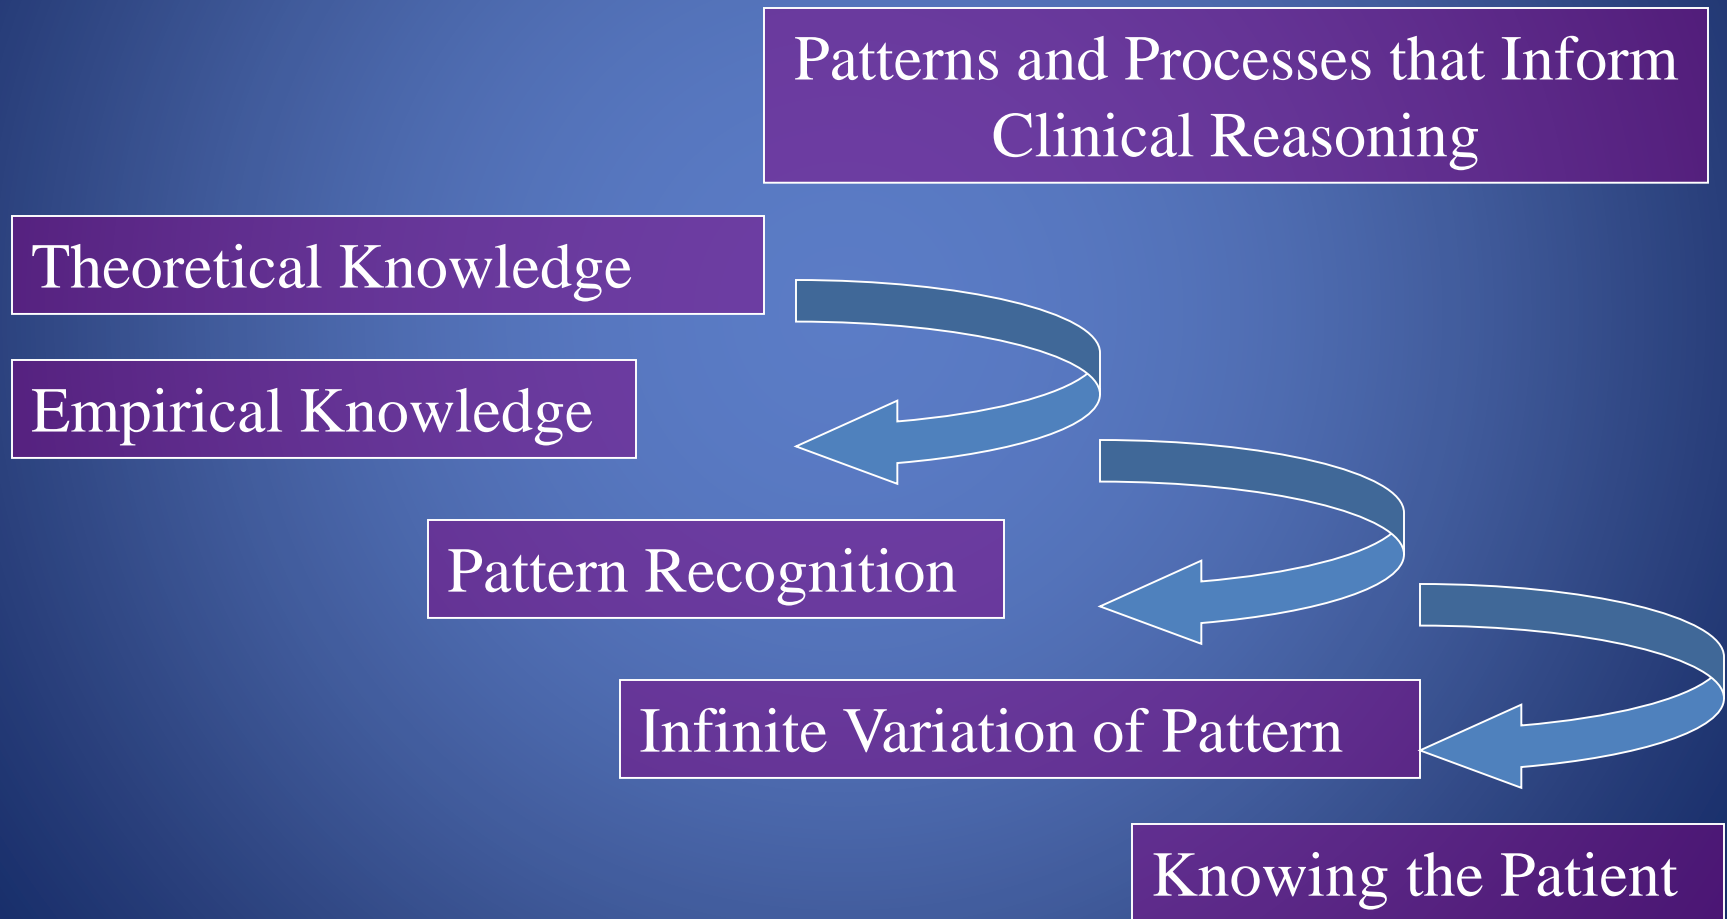 Patterns and Processes that Inform
Clinical Reasoning
Theoretical Knowledge
Empirical Knowledge
Pattern Recognition
Infinite Variation of Pattern
Knowing the Patient